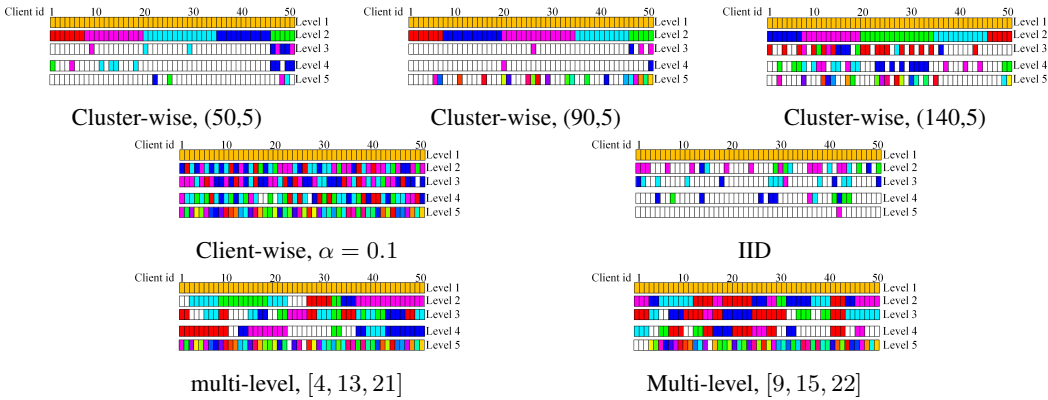 Client id 1 10 20 30 40 50
Level 1
Level 2
Level 3
Level 4
Level 5
Cluster-wise, (50,5)
Client id 1 10 20 30 40 50
Level 1
Level 2
Level 3
Level 4
Level 5
Cluster-wise, (90,5)
Client id 1 10 20 30 40 50
Level 1
Level 2
Level 3
Level 4
Level 5
Cluster-wise, (140,5)
Client id 1 10 20 30 40 50
Level 1
Level 2
Level 3
Level 4
Level 5
Client-wise, α = 0.1
Client id 1 10 20 30 40 50
Level 1
Level 2
Level 3
Level 4
Level 5
IID
Client id 1 10 20 30 40 50
Level 1
Level 2
Level 3
Level 4
Level 5
multi-level, [4, 13, 21]
Client id 1 10 20 30 40 50
Level 1
Level 2
Level 3
Level 4
Level 5
Multi-level, [9, 15, 22]